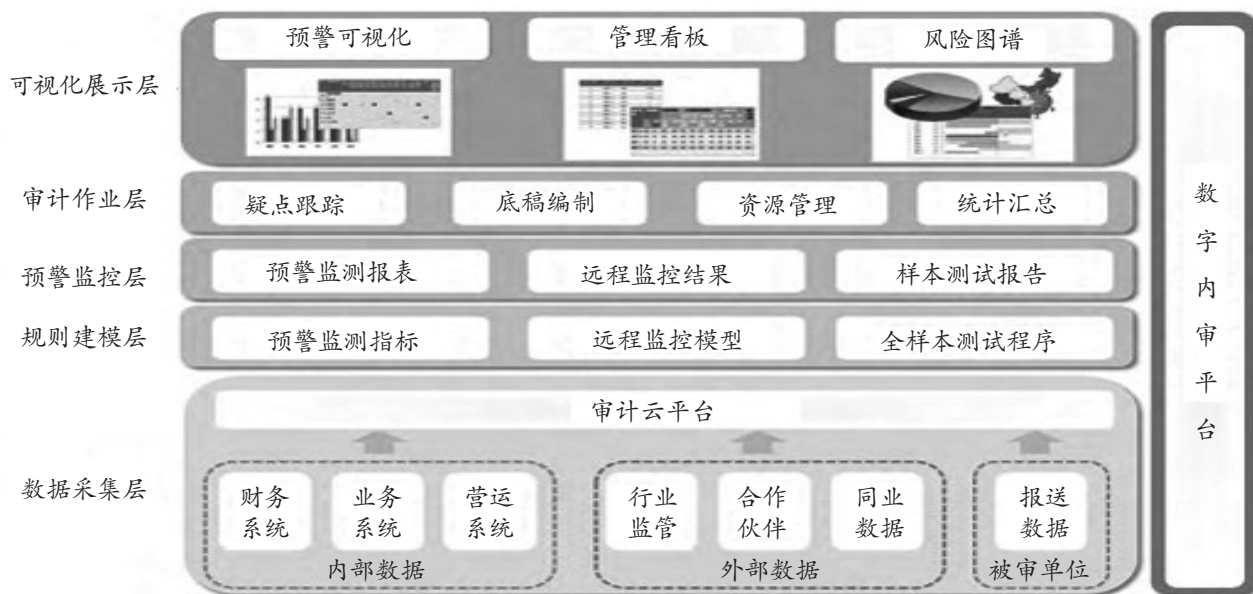 预警可视化
管理看板
风险图谱
可视化展示层
审计作业层
疑点跟踪
底稿编制
资源管理
统计汇总
预警监控层
预警监测报表
远程监控结果
样本测试报告
规则建模层
预警监测指标
远程监控模型
全样本测试程序
数据采集层
审计云平台
财务
系统
业务
系统
营运
系统
内部数据
行业
监管
合作
伙伴
同业
数据
外部数据
报送
数据
被审单位
数
字
内
审
平
台